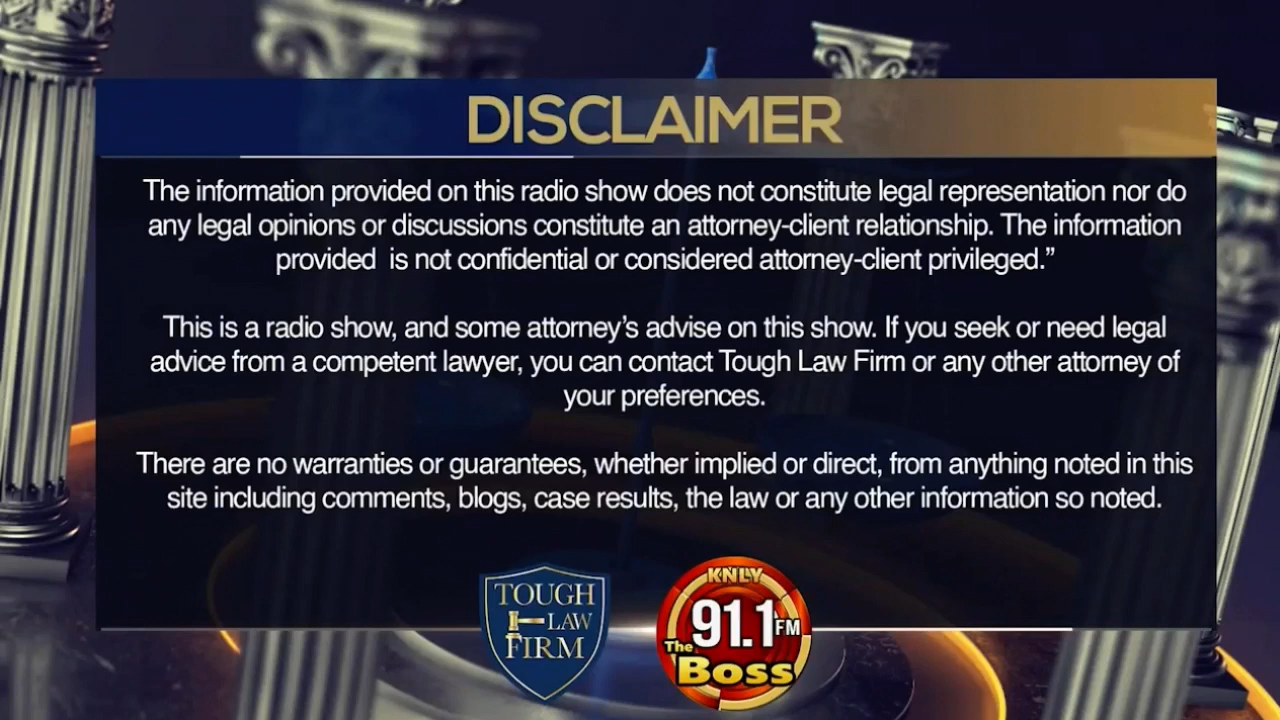 DISCLAIMER
The information provided on this radio show does not constitute legal representation nor do
any legal opinions or discussions constitute an attorney-client relationship. The information
provided  is not confidential or considered attorney-client privileged.”
This is a radio show, and some attorney’s advise on this show. If you seek or need legal
advice from a competent lawyer, you can contact Tough Law Firm or any other attorney of
your preferences.
There are no warranties or guarantees, whether implied or direct, from anything noted in this
site including comments, blogs, case results, the law or any other information so noted.
TOUGH
LAW
FIRM
KNLY
91.1 FM
The
Boss